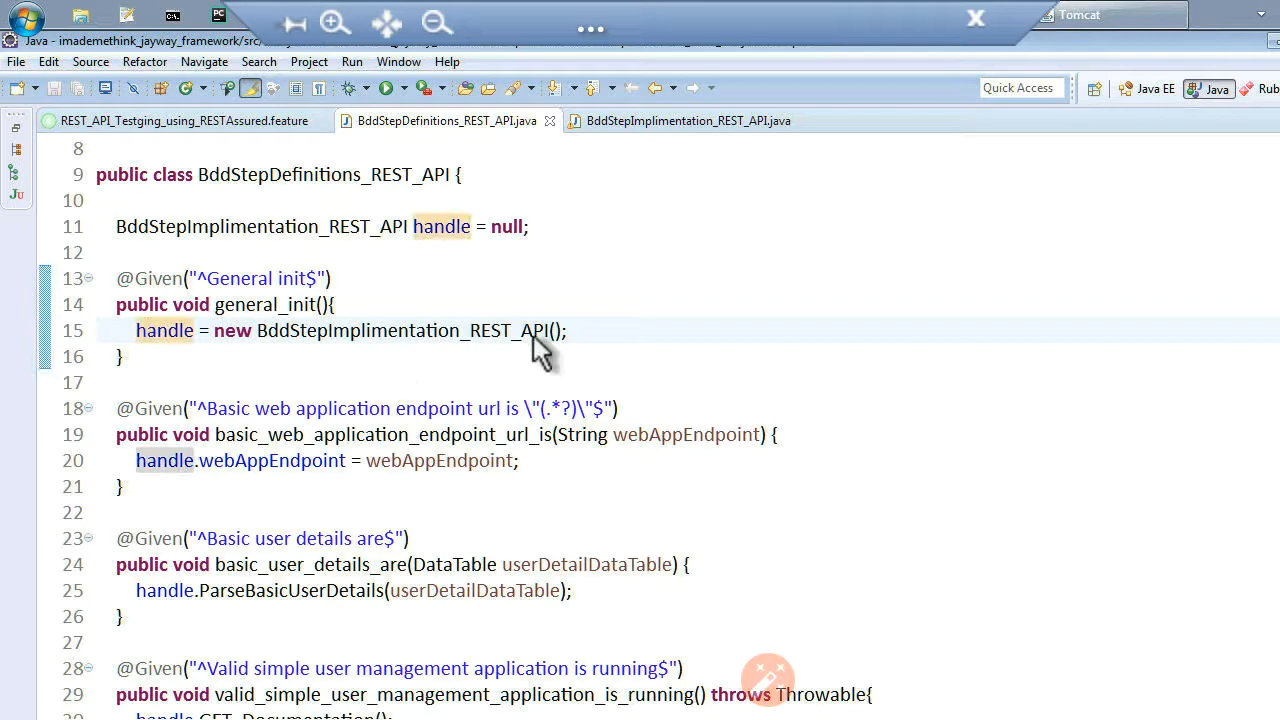 Tomcat
Java - imademethink_jayway_framework/src/
File Edit Source Refactor Navigate Search Project Run Window Help
Quick Access Java EE Java Rub
REST_API_Testging_using_RESTAssured.feature BddStepDefinitions_REST_API.java BddStepImplimentation_REST_API.java
8
9 public class BddStepDefinitions_REST_API {
10
11 BddStepImplimentation_REST_API handle = null;
12
13 @Given("^General init$")
14 public void general_init(){
15 handle = new BddStepImplimentation_REST_API();
16 }
17
18 @Given("^Basic web application endpoint url is \"(.*?)\"$")
19 public void basic_web_application_endpoint_url_is(String webAppEndpoint) {
20 handle.webAppEndpoint = webAppEndpoint;
21 }
22
23 @Given("^Basic user details are$")
24 public void basic_user_details_are(DataTable userDetailDataTable) {
25 handle.ParseBasicUserDetails(userDetailDataTable);
26 }
27
28 @Given("^Valid simple user management application is running$")
29 public void valid_simple_user_management_application_is_running() throws Throwable{
30 handle.GET_Documentation();